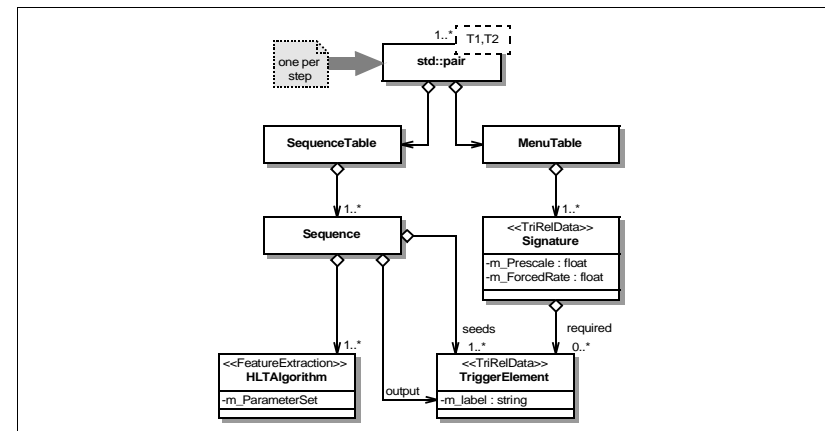 1..*
T1,T2
one per
step
std::pair
SequenceTable
MenuTable
1..*
1..*
Sequence
<<TriRelData>>
Signature
-m_Prescale : float
-m_ForcedRate : float
seeds
required
1..*
1..*
0..*
<<FeatureExtraction>>
HLTAlgorithm
-m_ParameterSet
output
<<TriRelData>>
TriggerElement
-m_label : string